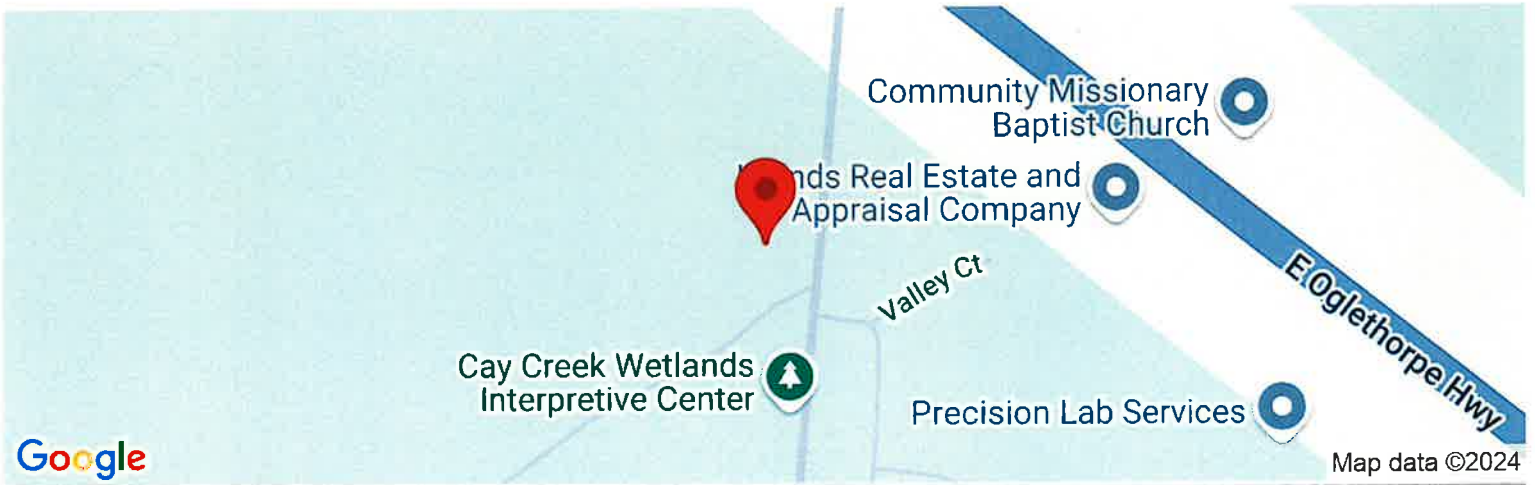 Community Missionary
Baptist Church
Real Estate and
Appraisal Company
Valley Ct
E Oglethorpe Hwy
Cay Creek Wetlands
Interpretive Center
Precision Lab Services
Google
Map data ©2024